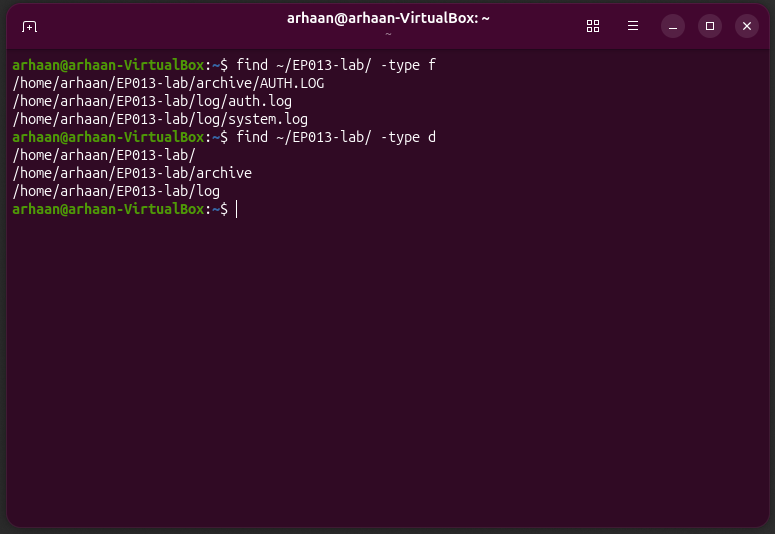 arhaan@arhaan-VirtualBox: ~
~
arhaan@arhaan-VirtualBox:~$ find ~/EP013-lab/ -type f
/home/arhaan/EP013-lab/archive/AUTH.LOG
/home/arhaan/EP013-lab/log/auth.log
/home/arhaan/EP013-lab/log/system.log
arhaan@arhaan-VirtualBox:~$ find ~/EP013-lab/ -type d
/home/arhaan/EP013-lab/
/home/arhaan/EP013-lab/archive
/home/arhaan/EP013-lab/log
arhaan@arhaan-VirtualBox:~$